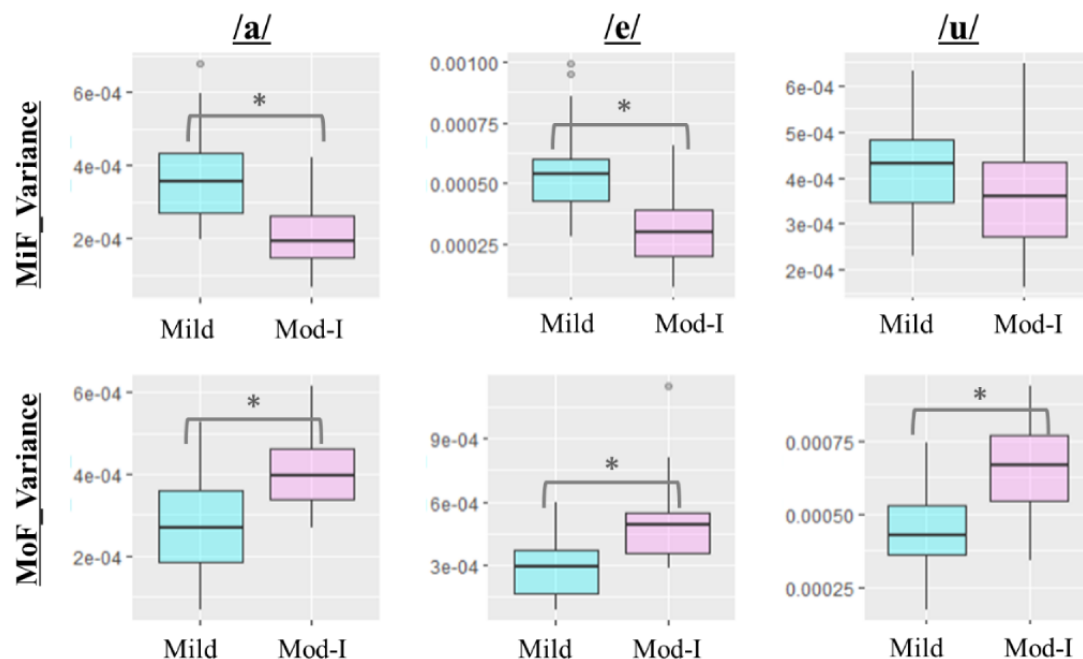 /a/ /e/ /u/
MiF_Variance
6e-04
4e-04
2e-04
*
Mild Mod-I
0.00100
0.00075
0.00050
0.00025
*
Mild Mod-I
6e-04
5e-04
4e-04
3e-04
2e-04
Mild Mod-I
MoF_Variance
6e-04
4e-04
2e-04
*
Mild Mod-I
9e-04
6e-04
3e-04
*
Mild Mod-I
0.00075
0.00050
0.00025
*
Mild Mod-I